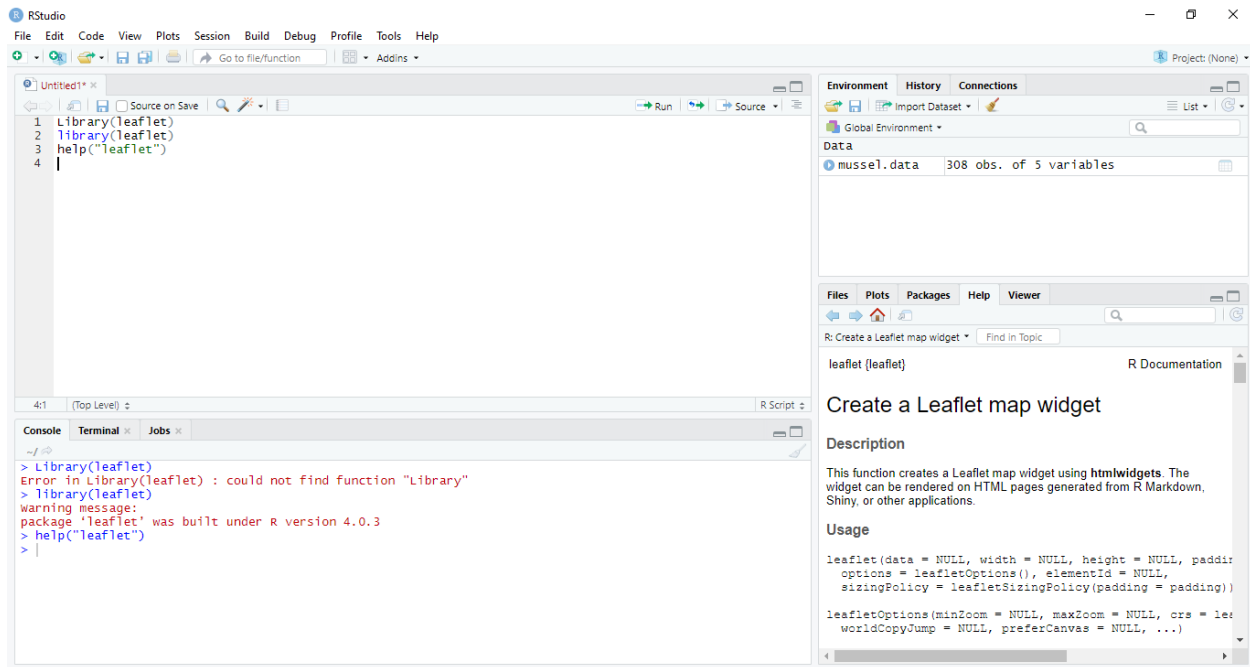 RStudio
File Edit Code View Plots Session Build Debug Profile Tools Help
Go to file/function Addins
Project: (None)
Untitled1*
Source on Save Run Source
1 Library(leaflet)
2 library(leaflet)
3 help("leaflet")
4
4:1 (Top Level) R Script
Console Terminal Jobs
~/
> Library(leaflet)
Error in Library(leaflet) : could not find function "Library"
> library(leaflet)
Warning message:
package ‘leaflet’ was built under R version 4.0.3
> help("leaflet")
>
Environment History Connections
Import Dataset List
Global Environment
Data
mussel.data 308 obs. of 5 variables
Files Plots Packages Help Viewer
R: Create a Leaflet map widget Find in Topic
leaflet {leaflet} R Documentation
Create a Leaflet map widget
Description
This function creates a Leaflet map widget using htmlwidgets. The
widget can be rendered on HTML pages generated from R Markdown,
Shiny, or other applications.
Usage
leaflet(data = NULL, width = NULL, height = NULL, paddin
options = leafletOptions(), elementId = NULL,
sizingPolicy = leafletSizingPolicy(padding = padding))
leafletOptions(minZoom = NULL, maxZoom = NULL, crs = lea
worldCopyJump = NULL, preferCanvas = NULL, ...)